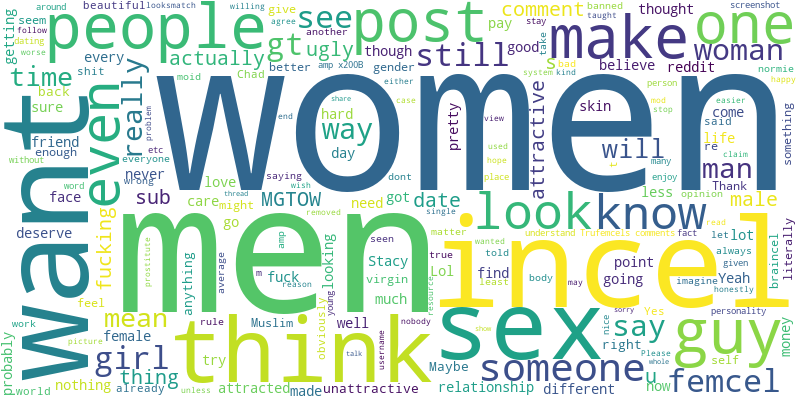 people
post
make
one
women
want
men
incel
think
sex
guy
look
know
someone
femcel
girl
say
man
woman
see
comment
still
ugly
gt
even
really
time
way
will
attractive
date
male
mean
fucking
thing
sub
MGTOW
beautiful
looksmatch
willing
give
agree
another
amp x200B
though
actually
Chad
moid
better
gender
either
pay
stay
taught
banned
thought
screenshot
around
seem
follow
dating
worse
getting
every
shit
back
sure
friend
enough
without
word
face
deserve
problem
etc
everyone
wrong
never
saying
love
care
might
go
need
got
hard
day
dont
share
end
case
view
used
hope
place
pretty
good
take
bad
system
kind
believe
reddit
skin
s
person
mod
stop
easier
come
normie
happy
something
said
re
life
claim
many
enjoy
t
Thank
less
opinion
literally
braincel
let
lot
read
fact
always
given
imagine
Yeah
honestly
may
point
going
find
told
body
least
wanted
understand Trufemcels comments
matter
single
true
Lol
seen
Stacy
virgin
much
looking
fuck
amp
m
reason
young
removed
thread
wish
average
anything
prostitute
feel
work
picture
female
probably
world
nothing
already
try
unless
attracted
made
rule
Muslim
obviously
well
talk
username
nobody
unattractive
resource
relationship
Maybe
show
different
right
nice
sorry
Yes
Please
whole
u
now
self
personality
money